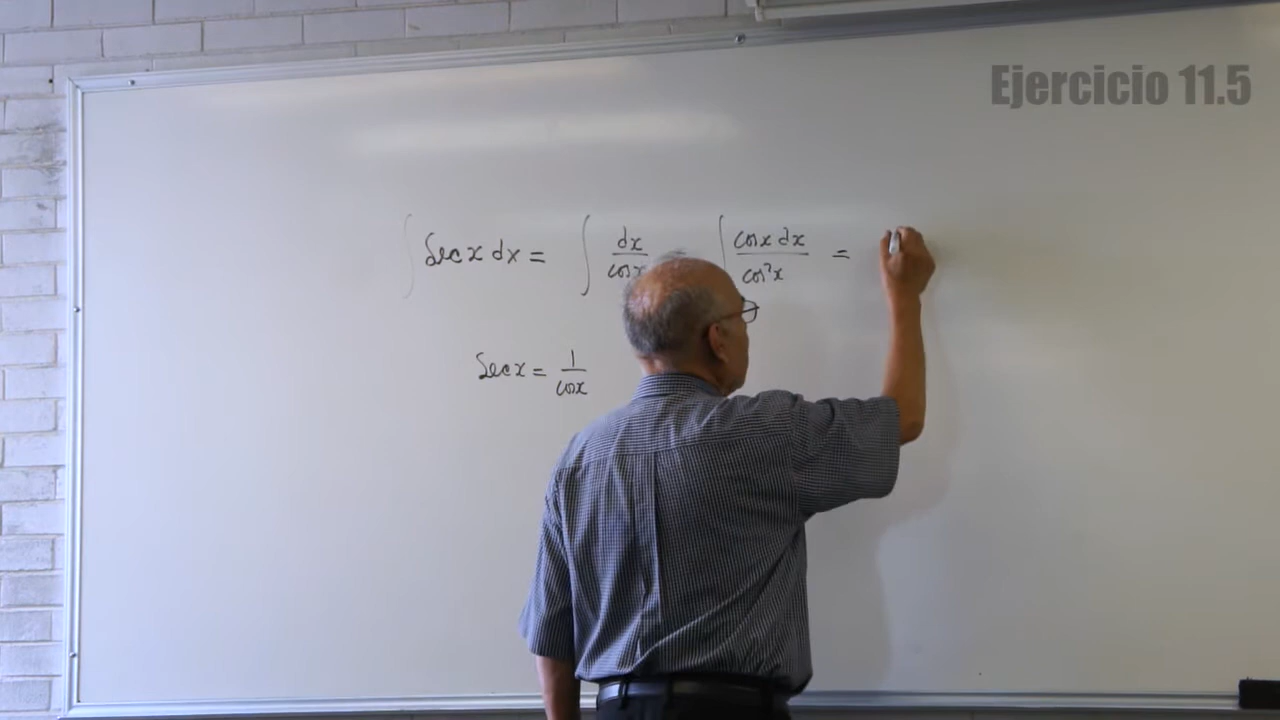 Ejercicio 11.5
∫ Sec x dx = ∫ dx/cos x ∫ cos x dx/cos²x =
Sec x = 1/cos x